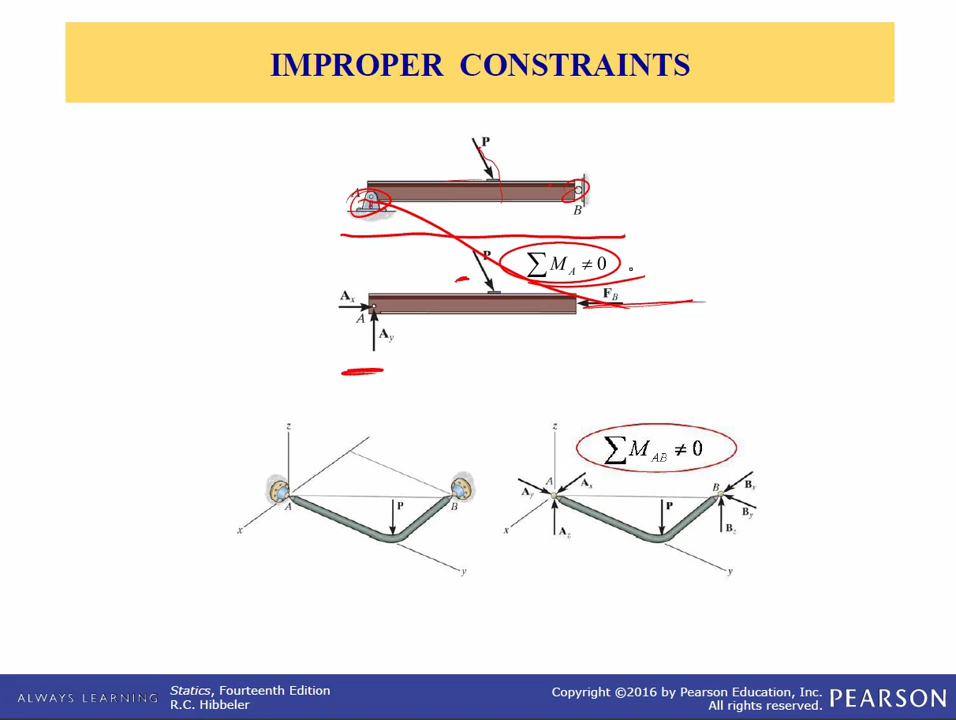 IMPROPER CONSTRAINTS
P
A
B
P
∑ M_A ≠ 0 。
A_x
F_B
A
A_y
z
z
∑ M_AB ≠ 0
A
A_x
B
B_x
A_y
P
P
B_y
A
B
x
x
A_z
B_z
y
y
ALWAYS LEARNING
Statics, Fourteenth Edition
R.C. Hibbeler
Copyright ©2016 by Pearson Education, Inc.
All rights reserved.
PEARSON